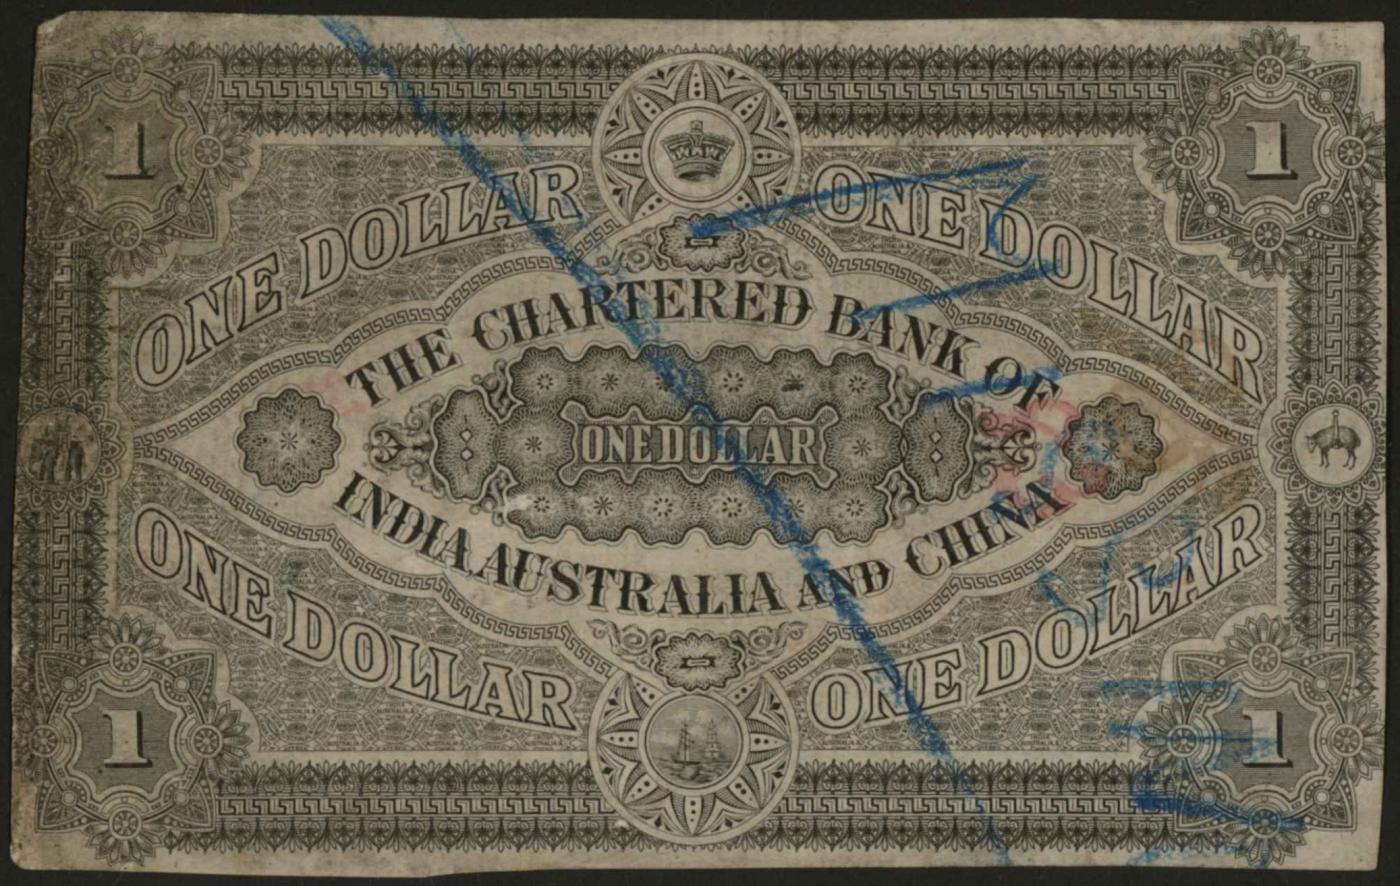 1 1
ONE DOLLAR ONE DOLLAR
THE CHARTERED BANK OF
ONE DOLLAR
INDIA AUSTRALIA AND CHINA
ONE DOLLAR ONE DOLLAR
1 1